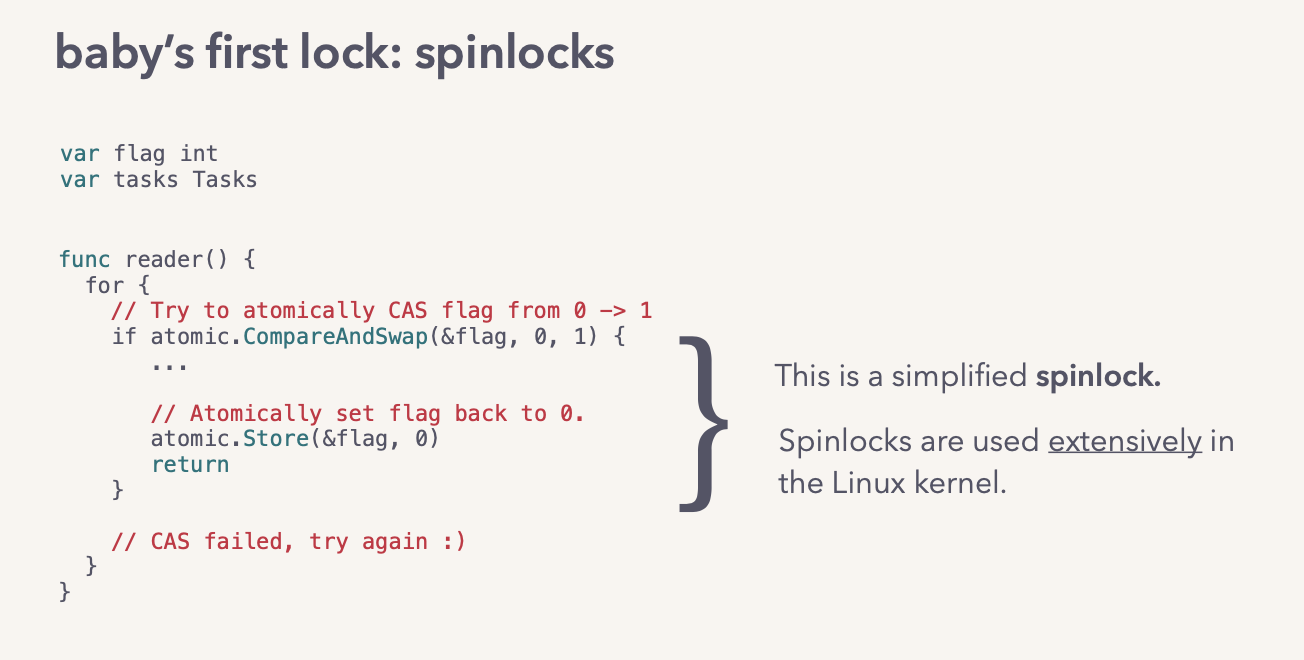 baby’s first lock: spinlocks
var flag int
var tasks Tasks
func reader() {
for {
// Try to atomically CAS flag from 0 -> 1
if atomic.CompareAndSwap(&flag, 0, 1) {
...
// Atomically set flag back to 0.
atomic.Store(&flag, 0)
return
}
// CAS failed, try again :)
}
}
}
This is a simplified spinlock.
Spinlocks are used extensively in
the Linux kernel.